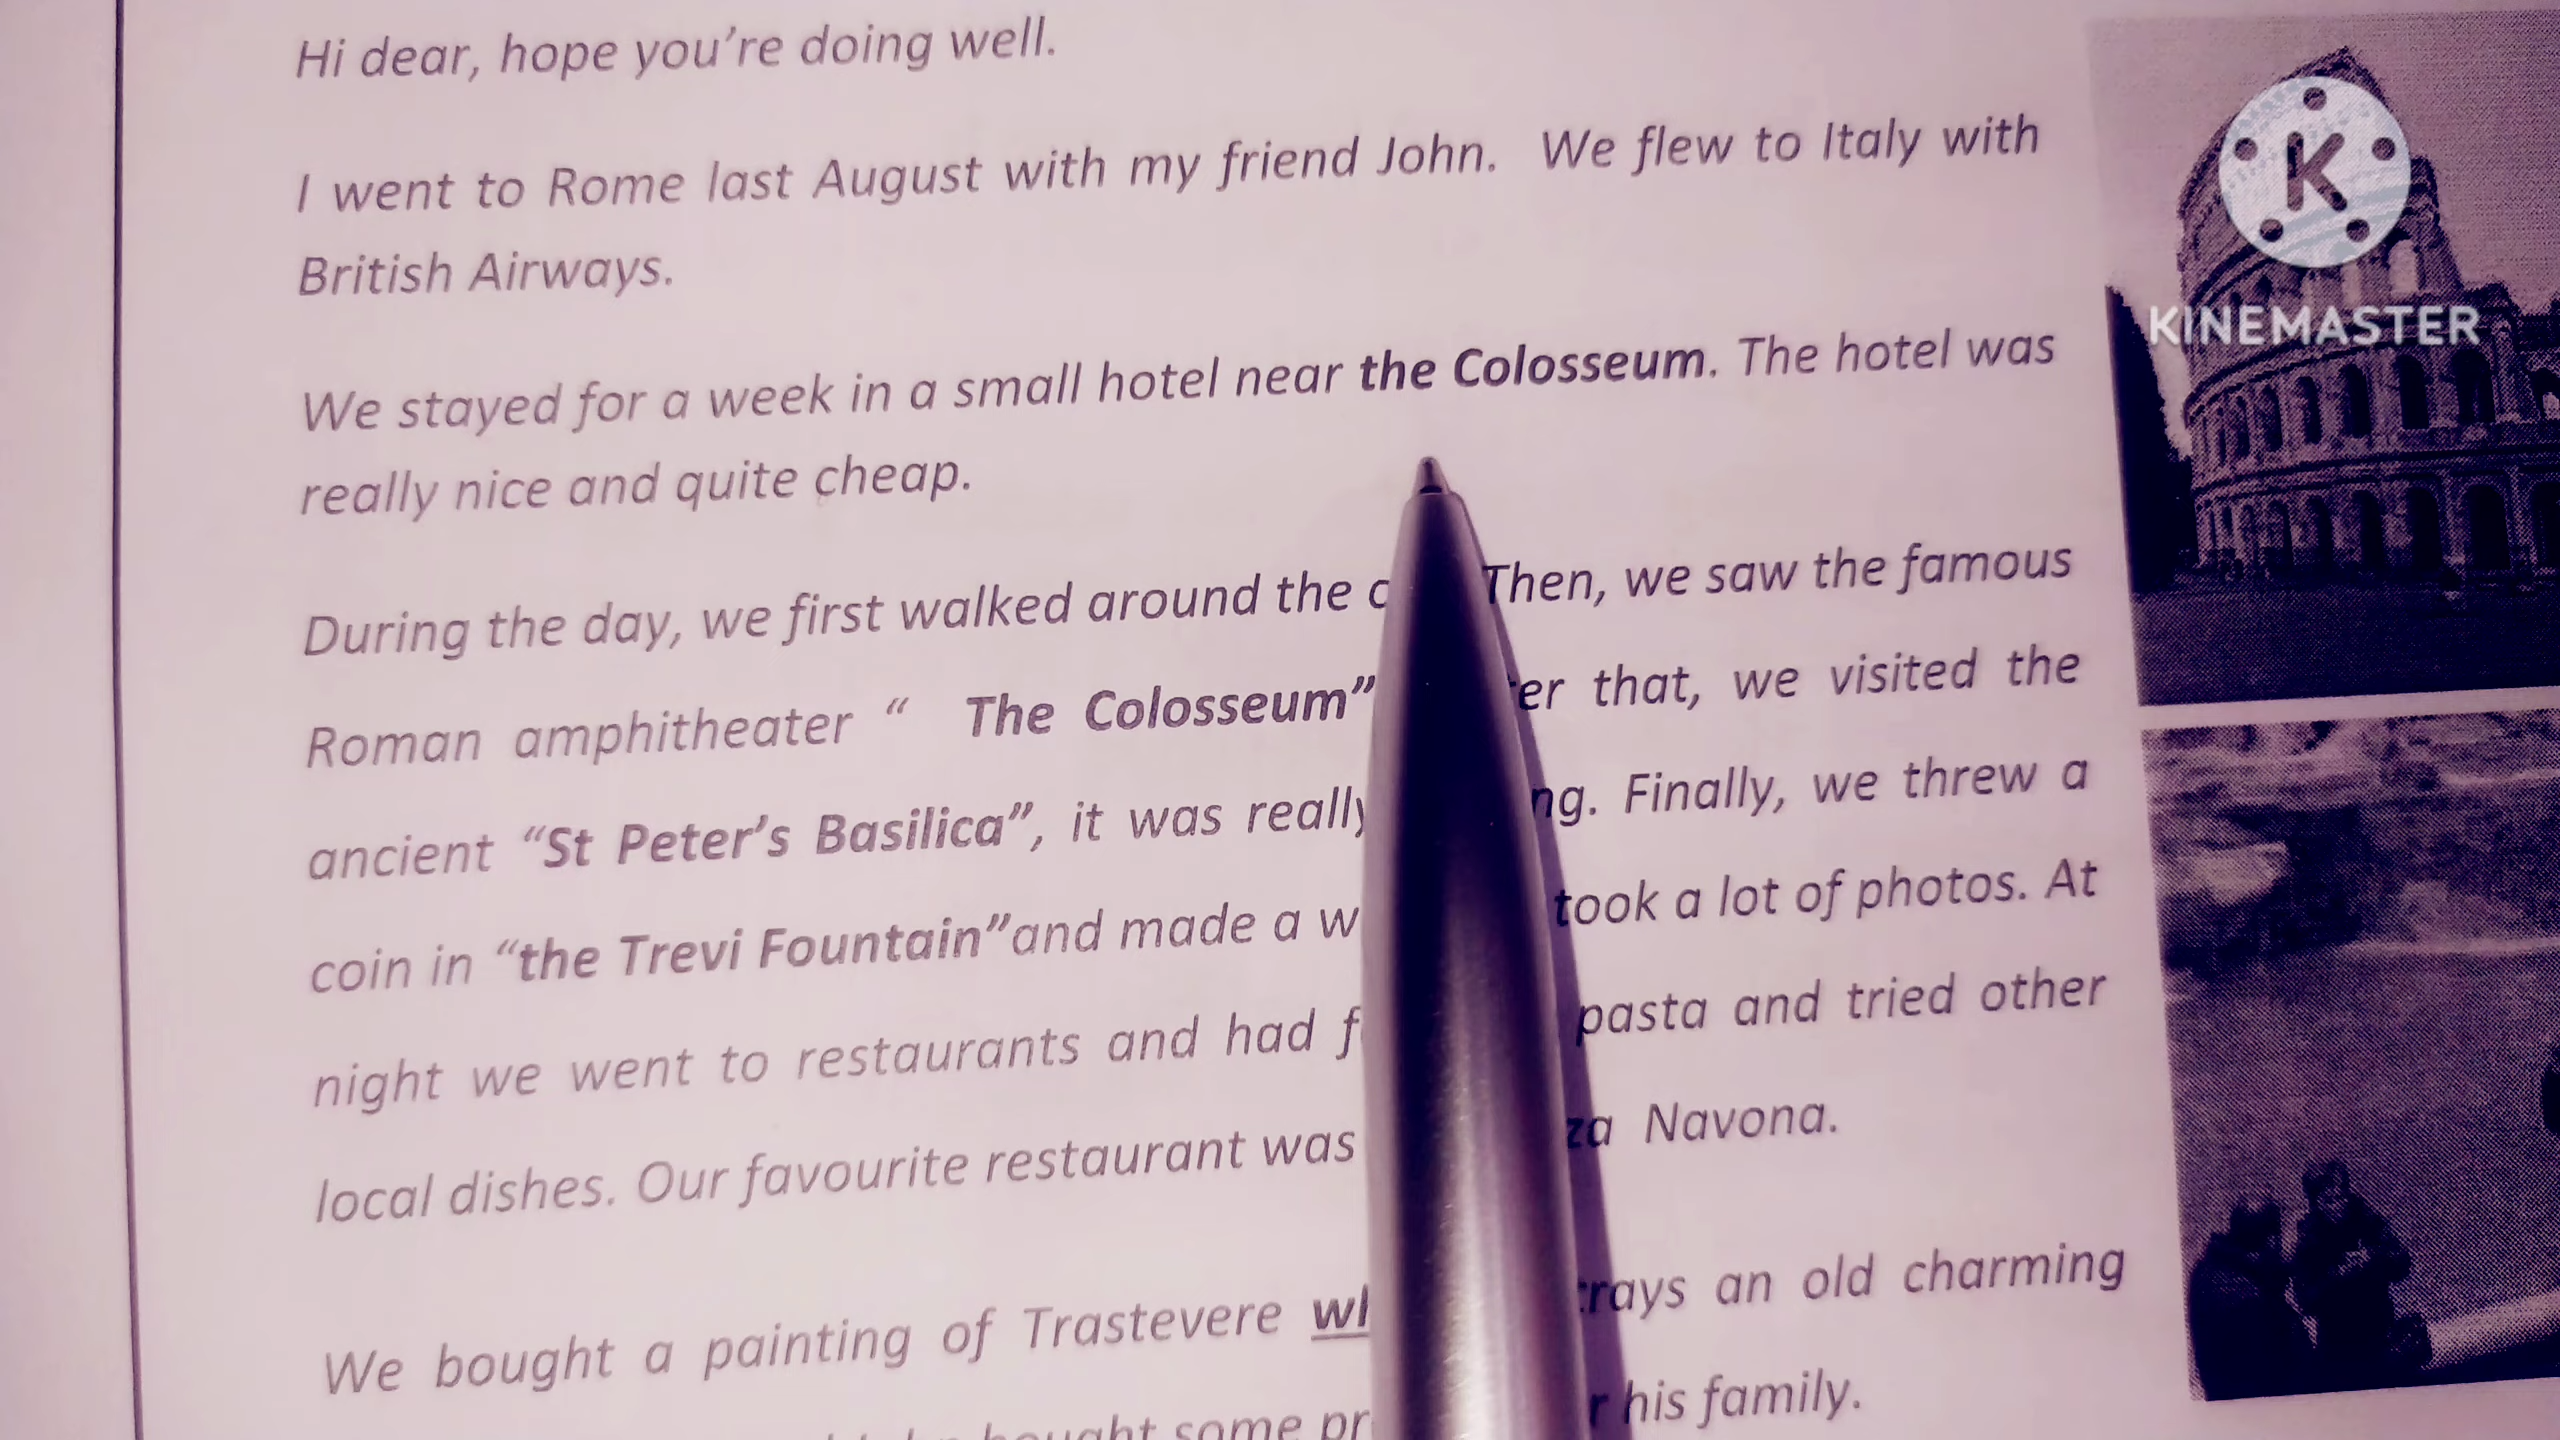 Hi dear, hope you're doing well.
I went to Rome last August with my friend John. We flew to Italy with
British Airways.
We stayed for a week in a small hotel near the Colosseum. The hotel was
really nice and quite cheap.
During the day, we first walked around the Then, we saw the famous
Roman amphitheater “ The Colosseum” that, we visited the
ancient “St Peter's Basilica”, it was really Finally, we threw a
coin in “the Trevi Fountain”and made a took a lot of photos. At
night we went to restaurants and had pasta and tried other
local dishes. Our favourite restaurant was Navona.
We bought a painting of Trastevere an old charming
bought some his family.
KINEMASTER